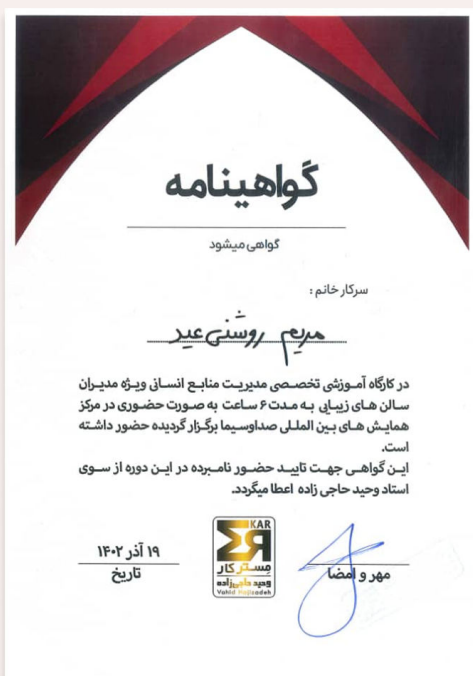 گواهینامه
گواهی میشود
سرکار خانم :
مریم روشنی عید
در کارگاه آموزشی تخصصی مدیریت منابع انسانی ویژه مدیران
سالن های زیبایی به مدت ۶ ساعت به صورت حضوری در مرکز
همایش های بین المللی صداوسیما برگزار گردیده حضور داشته
است.
این گواهی جهت تایید حضور نامبرده در این دوره از سوی
استاد وحید حاجی زاده اعطا میگردد.
۱۹ آذر ۱۴۰۲
تاریخ
KAR
مستر کار
وحید حاجی‌زاده
Vahid Hajizadeh
مهر و امضا